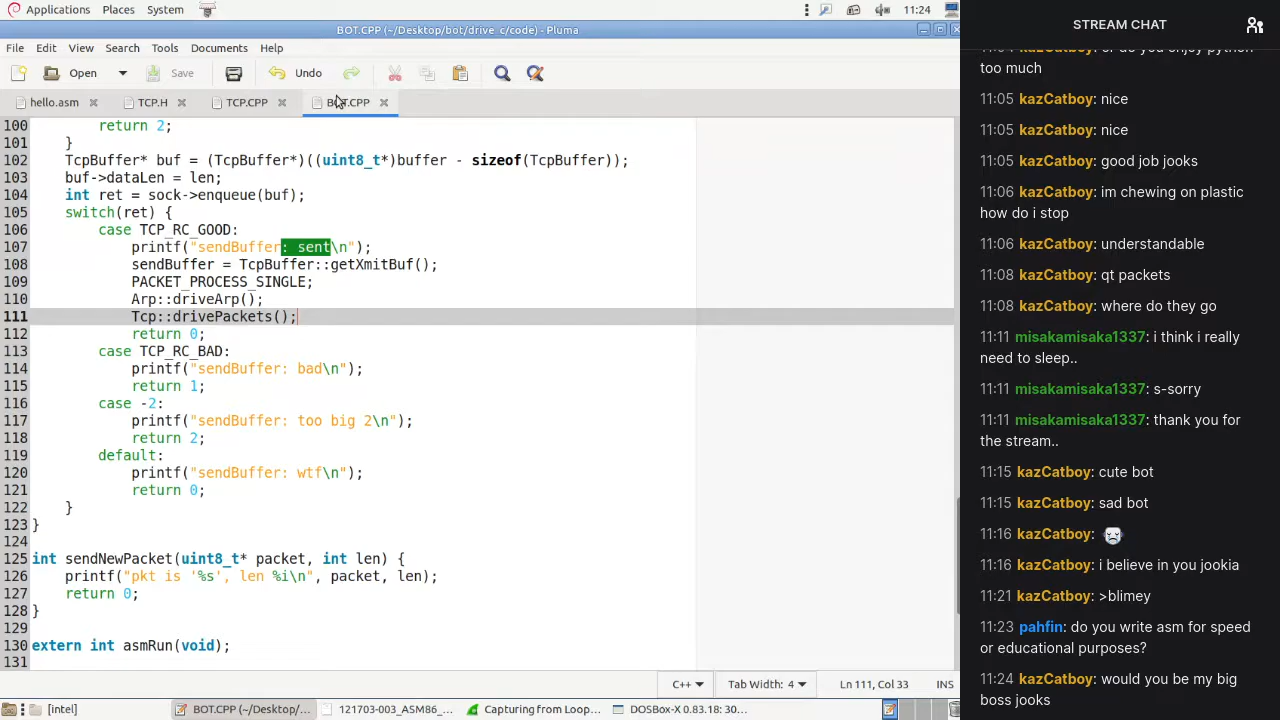 Applications Places System 11:24
BOT.CPP (~/Desktop/bot/drive_c/code) - Pluma
File Edit View Search Tools Documents Help
Open Save Undo
hello.asm TCP.H TCP.CPP BOT.CPP
100 return 2;
101 }
102 TcpBuffer* buf = (TcpBuffer*)((uint8_t*)buffer - sizeof(TcpBuffer));
103 buf->dataLen = len;
104 int ret = sock->enqueue(buf);
105 switch(ret) {
106 case TCP_RC_GOOD:
107 printf("sendBuffer: sent\n");
108 sendBuffer = TcpBuffer::getXmitBuf();
109 PACKET_PROCESS_SINGLE;
110 Arp::driveArp();
111 Tcp::drivePackets();
112 return 0;
113 case TCP_RC_BAD:
114 printf("sendBuffer: bad\n");
115 return 1;
116 case -2:
117 printf("sendBuffer: too big 2\n");
118 return 2;
119 default:
120 printf("sendBuffer: wtf\n");
121 return 0;
122 }
123 }
124
125 int sendNewPacket(uint8_t* packet, int len) {
126 printf("pkt is '%s', len %i\n", packet, len);
127 return 0;
128 }
129
130 extern int asmRun(void);
131
C++ Tab Width: 4 Ln 111, Col 33 INS
[intel] BOT.CPP (~/Desktop/... 121703-003_ASM86_... Capturing from Loop... DOSBox-X 0.83.18: 30...
STREAM CHAT
too much
11:05 kazCatboy: nice
11:05 kazCatboy: nice
11:05 kazCatboy: good job jooks
11:06 kazCatboy: im chewing on plastic
how do i stop
11:06 kazCatboy: understandable
11:08 kazCatboy: qt packets
11:08 kazCatboy: where do they go
11:11 misakamisaka1337: i think i really
need to sleep..
11:11 misakamisaka1337: s-sorry
11:11 misakamisaka1337: thank you for
the stream..
11:15 kazCatboy: cute bot
11:15 kazCatboy: sad bot
11:16 kazCatboy:
11:16 kazCatboy: i believe in you jookia
11:21 kazCatboy: >blimey
11:23 pahfin: do you write asm for speed
or educational purposes?
11:24 kazCatboy: would you be my big
boss jooks